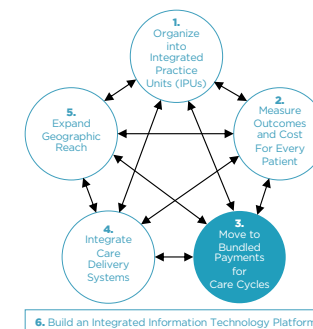 1.
Organize
into
Integrated
Practice
Units (IPUs)
2.
Measure
Outcomes
and Cost
For Every
Patient
3.
Move to
Bundled
Payments
for
Care Cycles
4.
Integrate
Care
Delivery
Systems
5.
Expand
Geographic
Reach
6. Build an Integrated Information Technology Platform